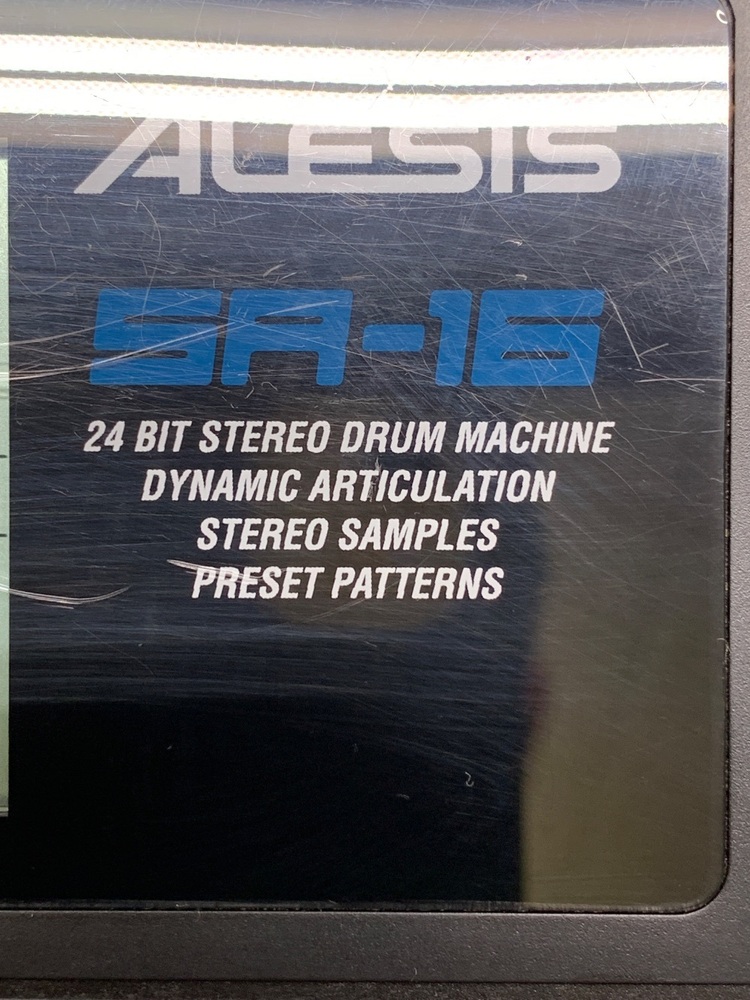 ALESIS
SR-16
24 BIT STEREO DRUM MACHINE
DYNAMIC ARTICULATION
STEREO SAMPLES
PRESET PATTERNS